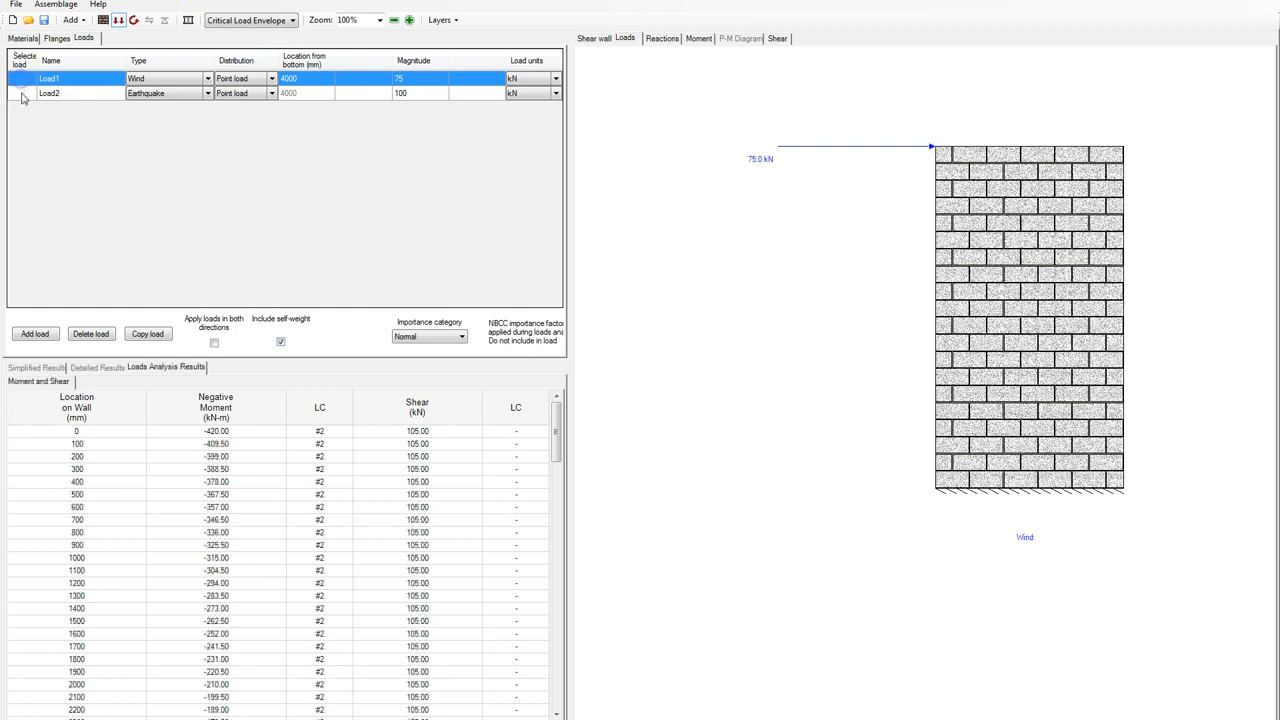 File Assemblage Help
Add Critical Load Envelope Zoom: 100% Layers
Materials Flanges Loads
Selecte load Name Type Distribution Location from bottom (mm) Magnitude Load units
Load1 Wind Point load 4000 75 kN
Load2 Earthquake Point load 4000 100 kN
Add load Delete load Copy load Apply loads in both directions Include self-weight Importance category Normal NBCC importance factor applied during loads ana Do not include in load
Simplified Results Detailed Results Loads Analysis Results
Moment and Shear
Location on Wall (mm) Negative Moment (kN-m) LC Shear (kN) LC
0 -420.00 #2 105.00 -
100 -409.50 #2 105.00 -
200 -399.00 #2 105.00 -
300 -388.50 #2 105.00 -
400 -378.00 #2 105.00 -
500 -367.50 #2 105.00 -
600 -357.00 #2 105.00 -
700 -346.50 #2 105.00 -
800 -336.00 #2 105.00 -
900 -325.50 #2 105.00 -
1000 -315.00 #2 105.00 -
1100 -304.50 #2 105.00 -
1200 -294.00 #2 105.00 -
1300 -283.50 #2 105.00 -
1400 -273.00 #2 105.00 -
1500 -262.50 #2 105.00 -
1600 -252.00 #2 105.00 -
1700 -241.50 #2 105.00 -
1800 -231.00 #2 105.00 -
1900 -220.50 #2 105.00 -
2000 -210.00 #2 105.00 -
2100 -199.50 #2 105.00 -
2200 -189.00 #2 105.00 -
Shear wall Loads Reactions Moment P-M Diagram Shear
75.0 kN
Wind